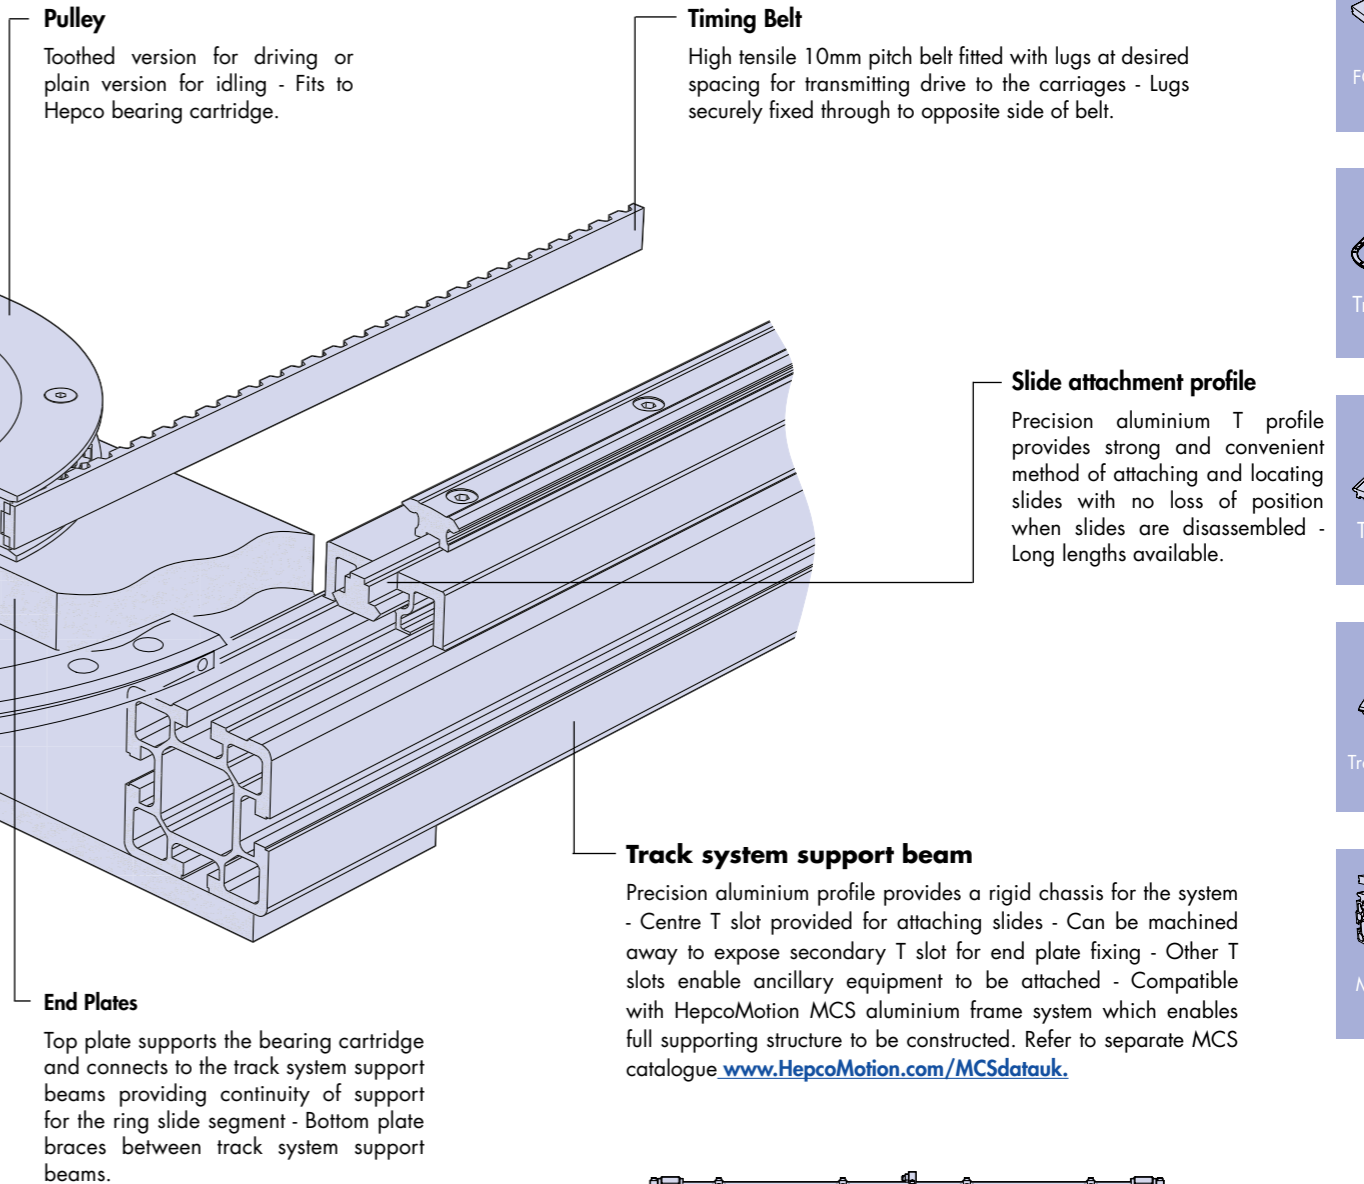 Pulley
Toothed version for driving or
plain version for idling - Fits to
Hepco bearing cartridge.
Timing Belt
High tensile 10mm pitch belt fitted with lugs at desired
spacing for transmitting drive to the carriages - Lugs
securely fixed through to opposite side of belt.
Slide attachment profile
Precision aluminium T profile
provides strong and convenient
method of attaching and locating
slides with no loss of position
when slides are disassembled -
Long lengths available.
Track system support beam
Precision aluminium profile provides a rigid chassis for the system
- Centre T slot provided for attaching slides - Can be machined
away to expose secondary T slot for end plate fixing - Other T
slots enable ancillary equipment to be attached - Compatible
with HepcoMotion MCS aluminium frame system which enables
full supporting structure to be constructed. Refer to separate MCS
catalogue www.HepcoMotion.com/MCSdatauk.
End Plates
Top plate supports the bearing cartridge
and connects to the track system support
beams providing continuity of support
for the ring slide segment - Bottom plate
braces between track system support
beams.